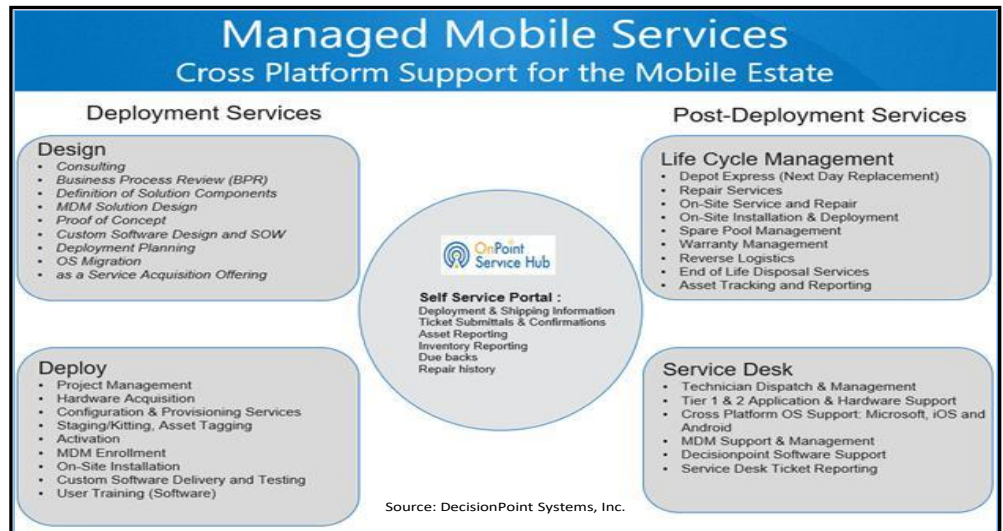 Managed Mobile Services
Cross Platform Support for the Mobile Estate
Deployment Services
Design
• Consulting
• Business Process Review (BPR)
• Definition of Solution Components
• MDM Solution Design
• Proof of Concept
• Custom Software Design and SOW
• Deployment Planning
• OS Migration
• as a Service Acquisition Offering
Deploy
• Project Management
• Hardware Acquisition
• Configuration & Provisioning Services
• Staging/Kitting, Asset Tagging
• Activation
• MDM Enrollment
• On-Site Installation
• Custom Software Delivery and Testing
• User Training (Software)
OnPoint
Service Hub
Self Service Portal :
Deployment & Shipping Information
Ticket Submittals & Confirmations
Asset Reporting
Inventory Reporting
Due backs
Repair history
Post-Deployment Services
Life Cycle Management
• Depot Express (Next Day Replacement)
• Repair Services
• On-Site Service and Repair
• On-Site Installation & Deployment
• Spare Pool Management
• Warranty Management
• Reverse Logistics
• End of Life Disposal Services
• Asset Tracking and Reporting
Service Desk
• Technician Dispatch & Management
• Tier 1 & 2 Application & Hardware Support
• Cross Platform OS Support: Microsoft, iOS and
Android
• MDM Support & Management
• Decisionpoint Software Support
• Service Desk Ticket Reporting
Source: DecisionPoint Systems, Inc.